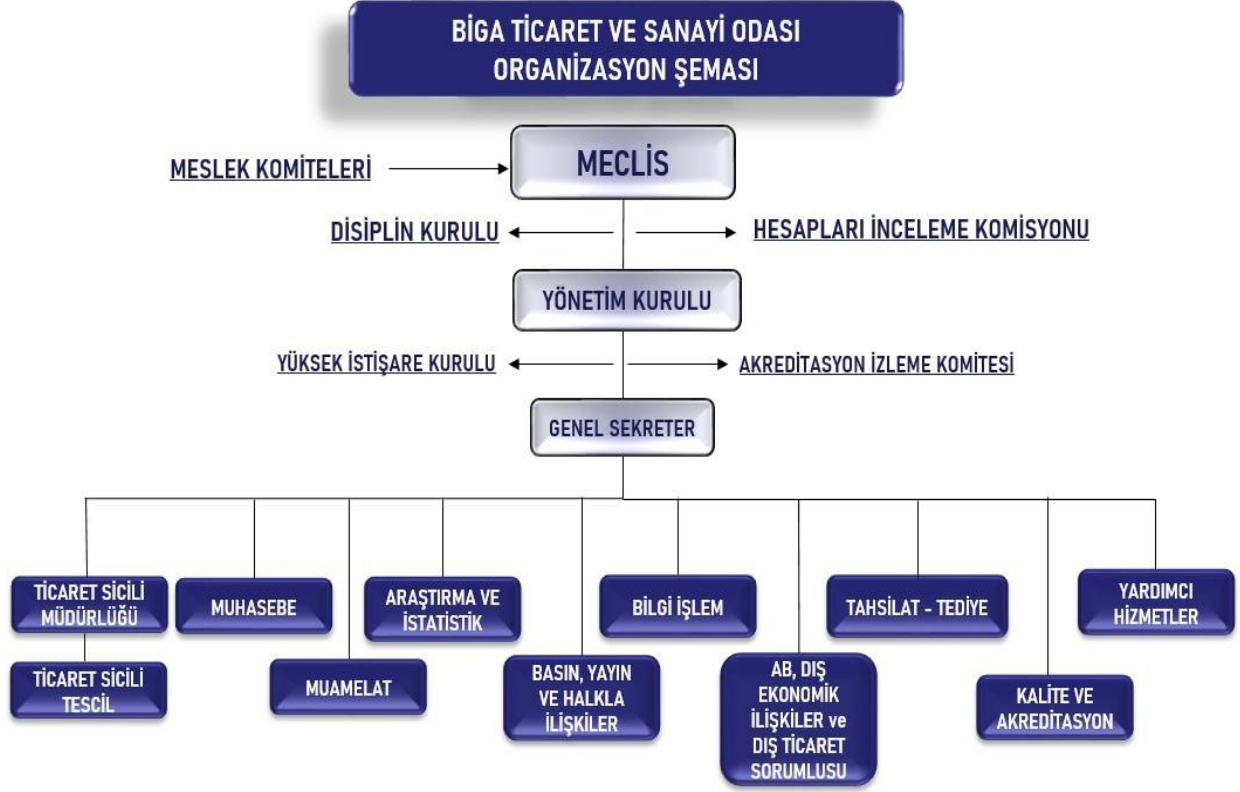 BİGA TİCARET VE SANAYİ ODASI
ORGANİZASYON ŞEMASI
MECLİS
MESLEK KOMİTELERİ
DİSİPLİN KURULU
HESAPLARI İNCELEME KOMİSYONU
YÖNETİM KURULU
YÜKSEK İSTİŞARE KURULU
AKREDİTASYON İZLEME KOMİTESİ
GENEL SEKRETER
TİCARET SİCİLİ
MÜDÜRLÜĞÜ
MUHASEBE
ARAŞTIRMA VE
İSTATİSTİK
BİLGİ İŞLEM
TAHSİLAT - TEDİYE
YARDIMCI
HİZMETLER
TİCARET SİCİLİ
TESCİL
MUAMELAT
BASIN, YAYIN
VE HALKLA
İLİŞKİLER
AB, DIŞ
EKONOMİK
İLİŞKİLER ve
DIŞ TİCARET
SORUMLUSU
KALİTE VE
AKREDİTASYON